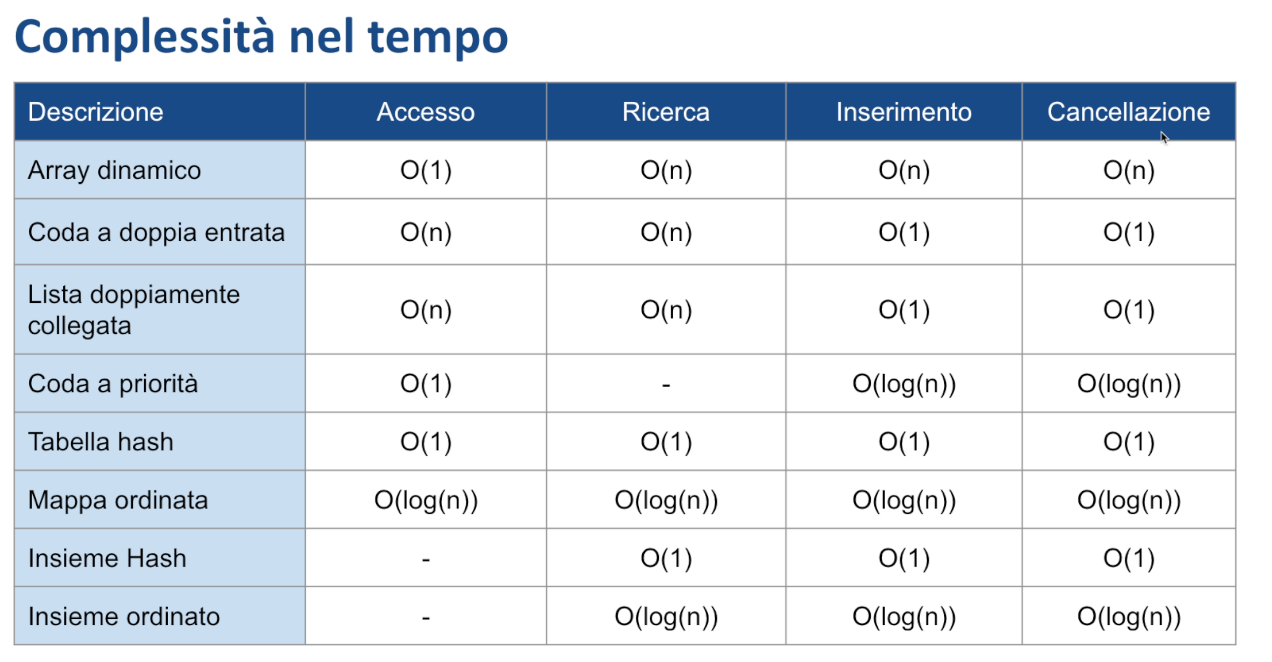 Complessità nel tempo
Descrizione Accesso Ricerca Inserimento Cancellazione
Array dinamico O(1) O(n) O(n) O(n)
Coda a doppia entrata O(n) O(n) O(1) O(1)
Lista doppiamente
collegata O(n) O(n) O(1) O(1)
Coda a priorità O(1) - O(log(n)) O(log(n))
Tabella hash O(1) O(1) O(1) O(1)
Mappa ordinata O(log(n)) O(log(n)) O(log(n)) O(log(n))
Insieme Hash - O(1) O(1) O(1)
Insieme ordinato - O(log(n)) O(log(n)) O(log(n))